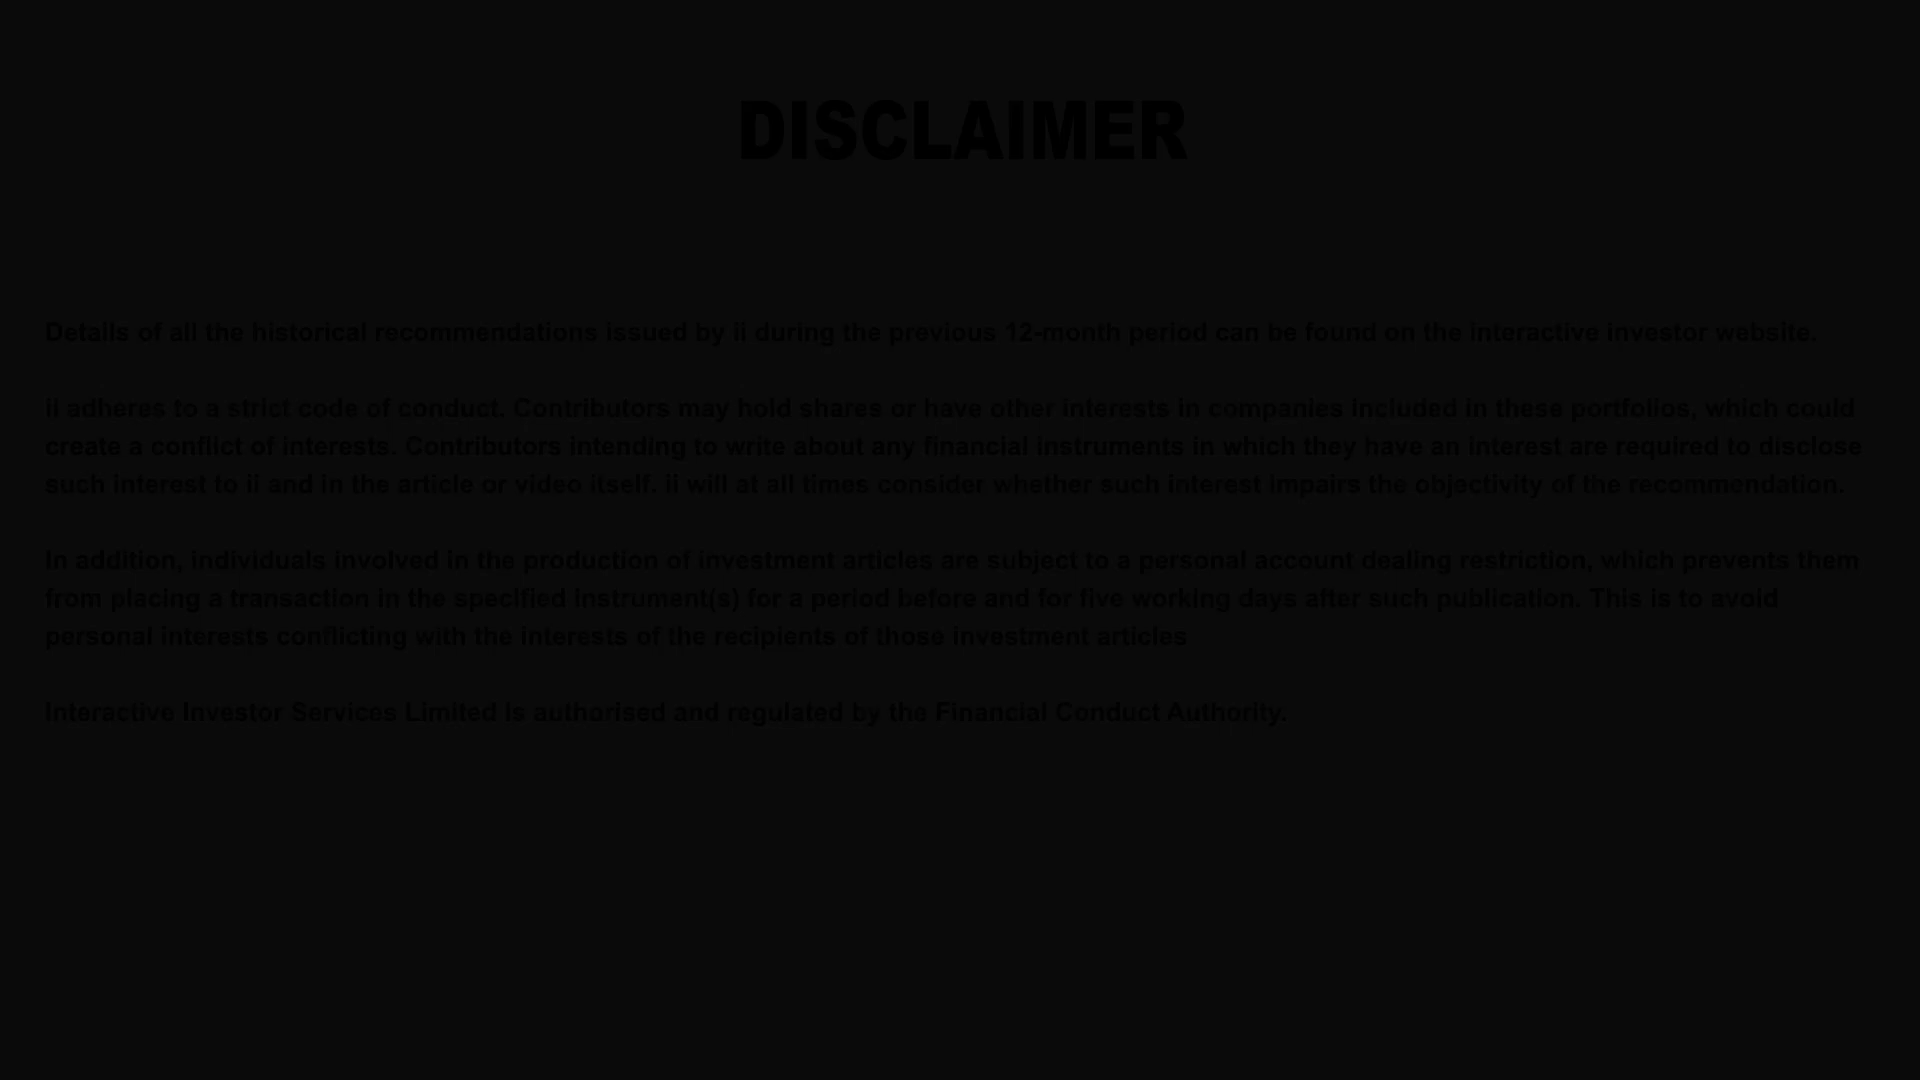 DISCLAIMER
Details of all the historical recommendations issued by ii during the previous 12-month period can be found on the interactive investor website.
ii adheres to a strict code of conduct. Contributors may hold shares or have other interests in companies included in these portfolios, which could
create a conflict of interests. Contributors intending to write about any financial instruments in which they have an interest are required to disclose
such interest to ii and in the article or video itself. ii will at all times consider whether such interest impairs the objectivity of the recommendation.
In addition, individuals involved in the production of investment articles are subject to a personal account dealing restriction, which prevents them
from placing a transaction in the specified instrument(s) for a period before and for five working days after such publication. This is to avoid
personal interests conflicting with the interests of the recipients of those investment articles
Interactive Investor Services Limited is authorised and regulated by the Financial Conduct Authority.